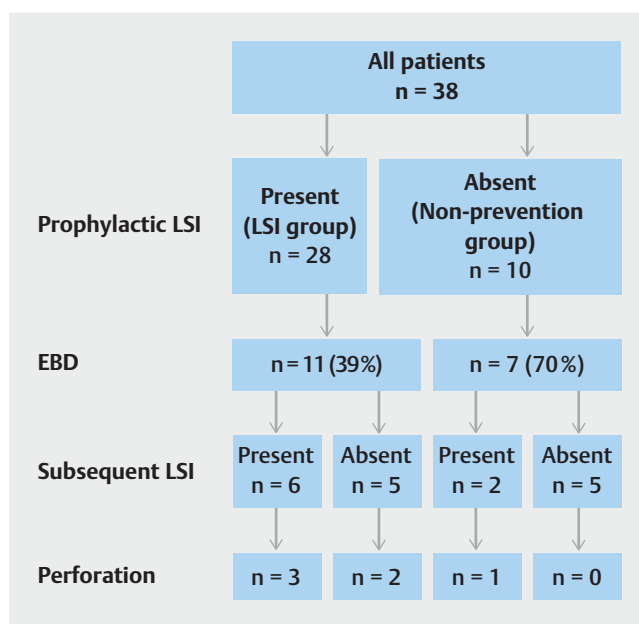 All patients
n = 38
Prophylactic LSI
Present
(LSI group)
n = 28
Absent
(Non-prevention
group)
n = 10
EBD
n = 11 (39%)
n = 7 (70%)
Subsequent LSI
Present
n = 6
Absent
n = 5
Present
n = 2
Absent
n = 5
Perforation
n = 3
n = 2
n = 1
n = 0